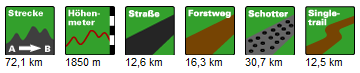 Strecke
A B
72,1 km
Höhen-
meter
1850 m
Straße
12,6 km
Forstweg
16,3 km
Schotter
30,7 km
Single-
trail
12,5 km